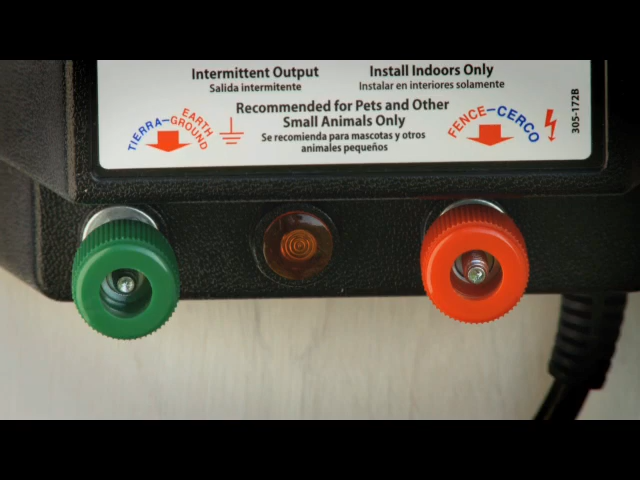 Intermittent Output
Salida intermitente
Install Indoors Only
Instalar en interiores solamente
Recommended for Pets and Other
Small Animals Only
Se recomienda para mascotas y otros
animales pequeños
TIERRA-EARTH
GROUND
FENCE-CERCO
305-172B